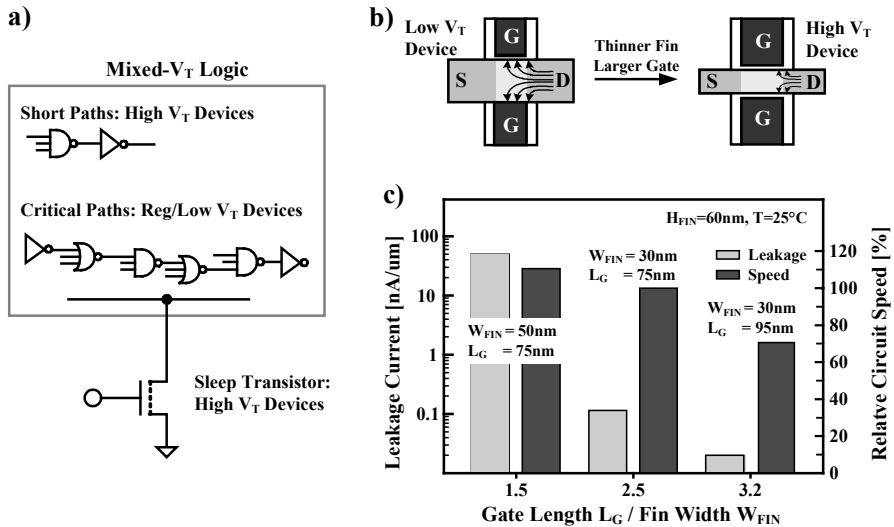 a)
Mixed-VT Logic
Short Paths: High VT Devices
Critical Paths: Reg/Low VT Devices
Sleep Transistor:
High VT Devices
b)
Low VT
Device
G
S
D
G
Thinner Fin
Larger Gate
High VT
Device
G
S
D
G
c)
HFIN=60nm, T=25°C
Leakage
Speed
WFIN = 50nm
LG = 75nm
WFIN = 30nm
LG = 75nm
WFIN = 30nm
LG = 95nm
Leakage Current [nA/um]
100
10
1
0.1
Relatve Circuit Speed [%]
120
100
80
70
60
40
20
0
1.5
2.5
3.2
Gate Length LG / Fin Width WFIN